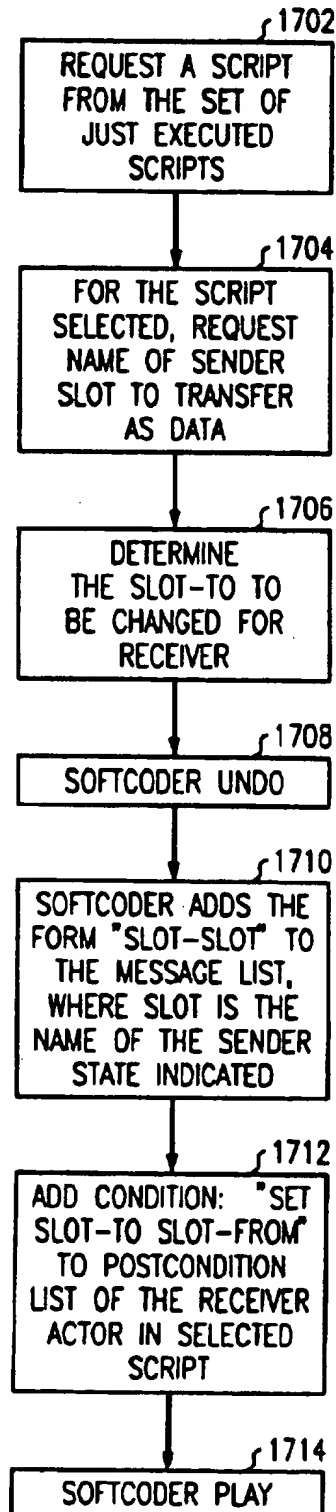 1702
REQUEST A SCRIPT
FROM THE SET OF
JUST EXECUTED
SCRIPTS
1704
FOR THE SCRIPT
SELECTED, REQUEST
NAME OF SENDER
SLOT TO TRANSFER
AS DATA
1706
DETERMINE
THE SLOT-TO TO
BE CHANGED FOR
RECEIVER
1708
SOFTCODER UNDO
1710
SOFTCODER ADDS THE
FORM "SLOT-SLOT" TO
THE MESSAGE LIST,
WHERE SLOT IS THE
NAME OF THE SENDER
STATE INDICATED
1712
ADD CONDITION: "SET
SLOT-TO SLOT-FROM"
TO POSTCONDITION
LIST OF THE RECEIVER
ACTOR IN SELECTED
SCRIPT
1714
SOFTCODER PLAY